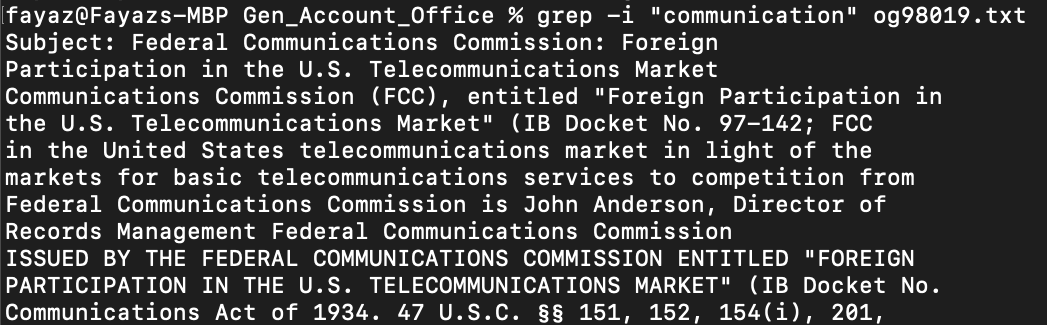 fayaz@Fayazs-MBP Gen_Account_Office % grep -i "communication" og98019.txt
Subject: Federal Communications Commission: Foreign
Participation in the U.S. Telecommunications Market
Communications Commission (FCC), entitled "Foreign Participation in
the U.S. Telecommunications Market" (IB Docket No. 97-142; FCC
in the United States telecommunications market in light of the
markets for basic telecommunications services to competition from
Federal Communications Commission is John Anderson, Director of
Records Management Federal Communications Commission
ISSUED BY THE FEDERAL COMMUNICATIONS COMMISSION ENTITLED "FOREIGN
PARTICIPATION IN THE U.S. TELECOMMUNICATIONS MARKET" (IB Docket No.
Communications Act of 1934. 47 U.S.C. §§ 151, 152, 154(i), 201,